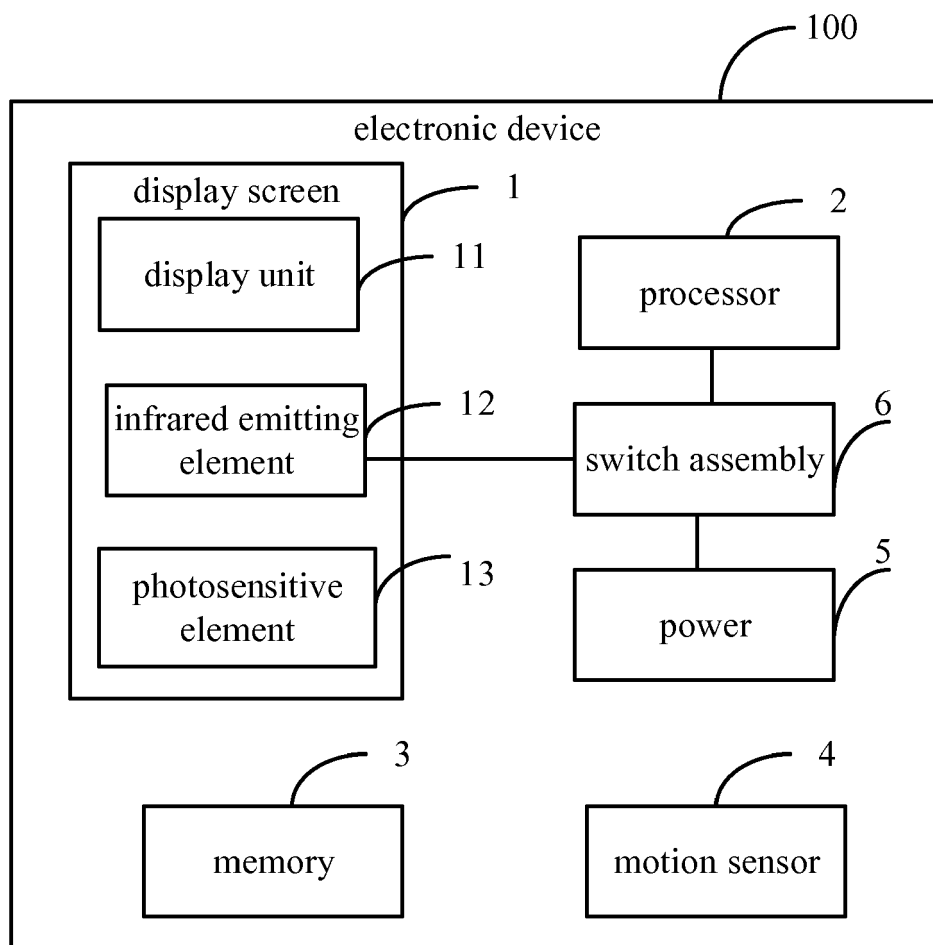 100
electronic device
display screen
1
display unit
11
2
processor
infrared emitting
element
12
switch assembly
6
photosensitive
element
13
power
5
3
memory
4
motion sensor